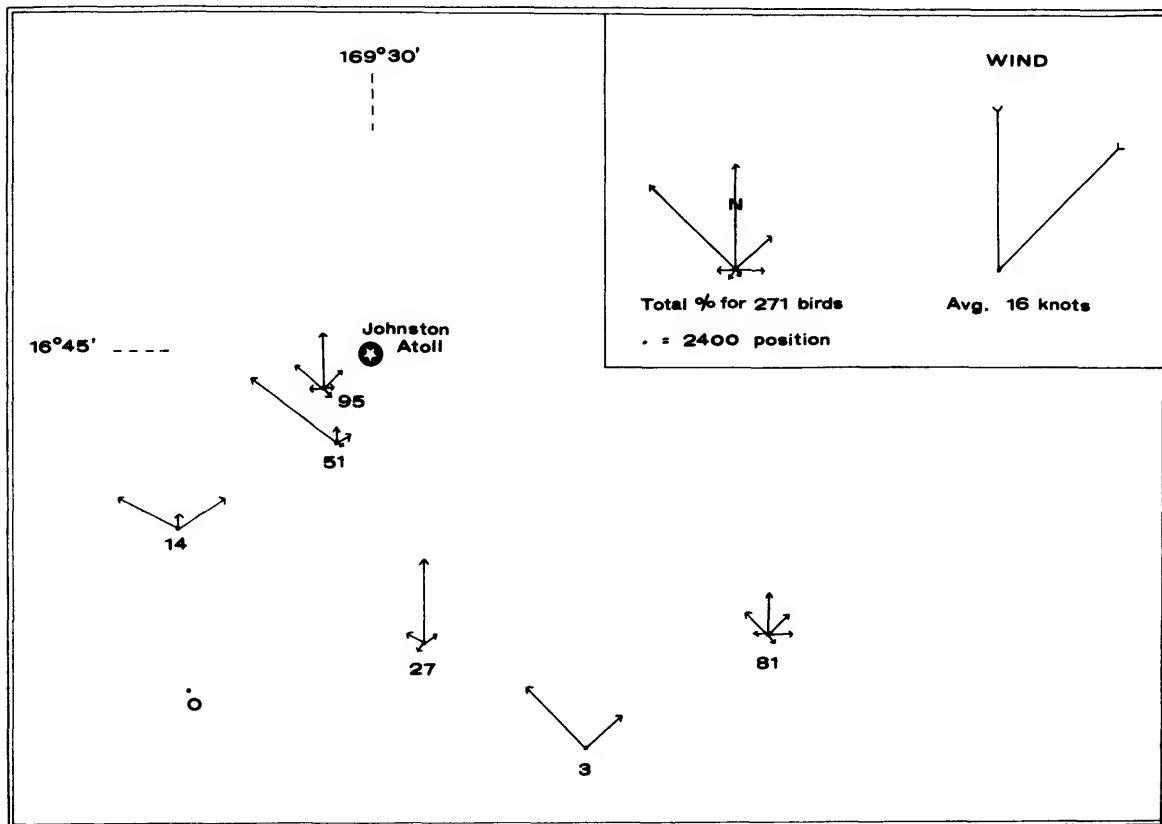 169°30'
WIND
N
Total % for 271 birds
Avg. 16 knots
. = 2400 position
Johnston
Atoll
16°45'
95
51
14
27
81
O
3